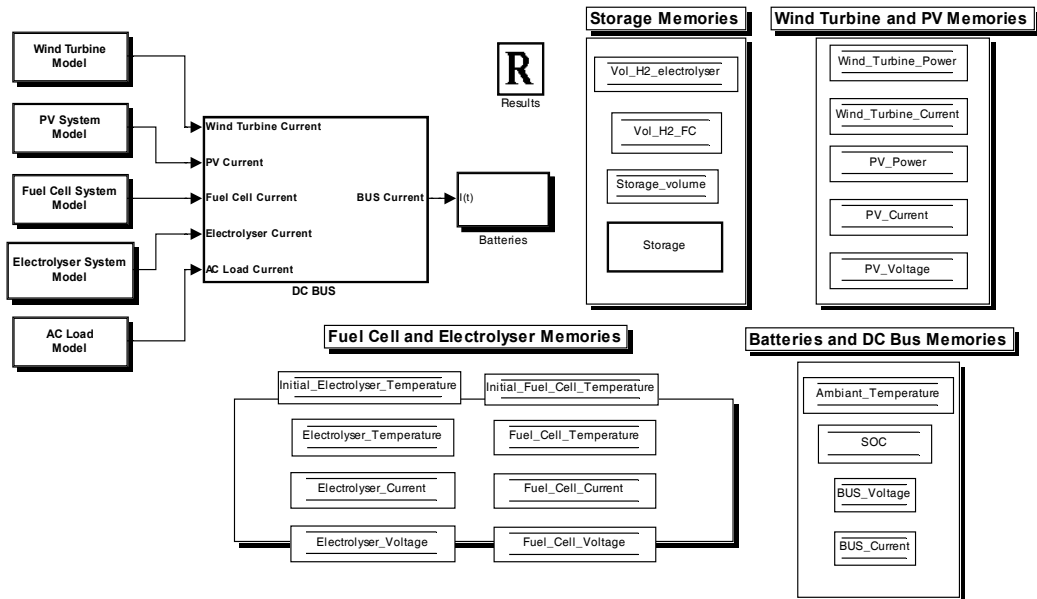 Wind Turbine
Model
PV System
Model
Fuel Cell System
Model
Electrolyser System
Model
AC Load
Model
Wind Turbine Current
PV Current
Fuel Cell Current
BUS Current
Electrolyser Current
AC Load Current
DC BUS
I(t)
Batteries
R
Results
Storage Memories
Vol_H2_electrolyser
Vol_H2_FC
Storage_volume
Storage
Wind Turbine and PV Memories
Wind_Turbine_Power
Wind_Turbine_Current
PV_Power
PV_Current
PV_Voltage
Fuel Cell and Electrolyser Memories
Initial_Electrolyser_Temperature
Initial_Fuel_Cell_Temperature
Electrolyser_Temperature
Fuel_Cell_Temperature
Electrolyser_Current
Fuel_Cell_Current
Electrolyser_Voltage
Fuel_Cell_Voltage
Batteries and DC Bus Memories
Ambiant_Temperature
SOC
BUS_Voltage
BUS_Current